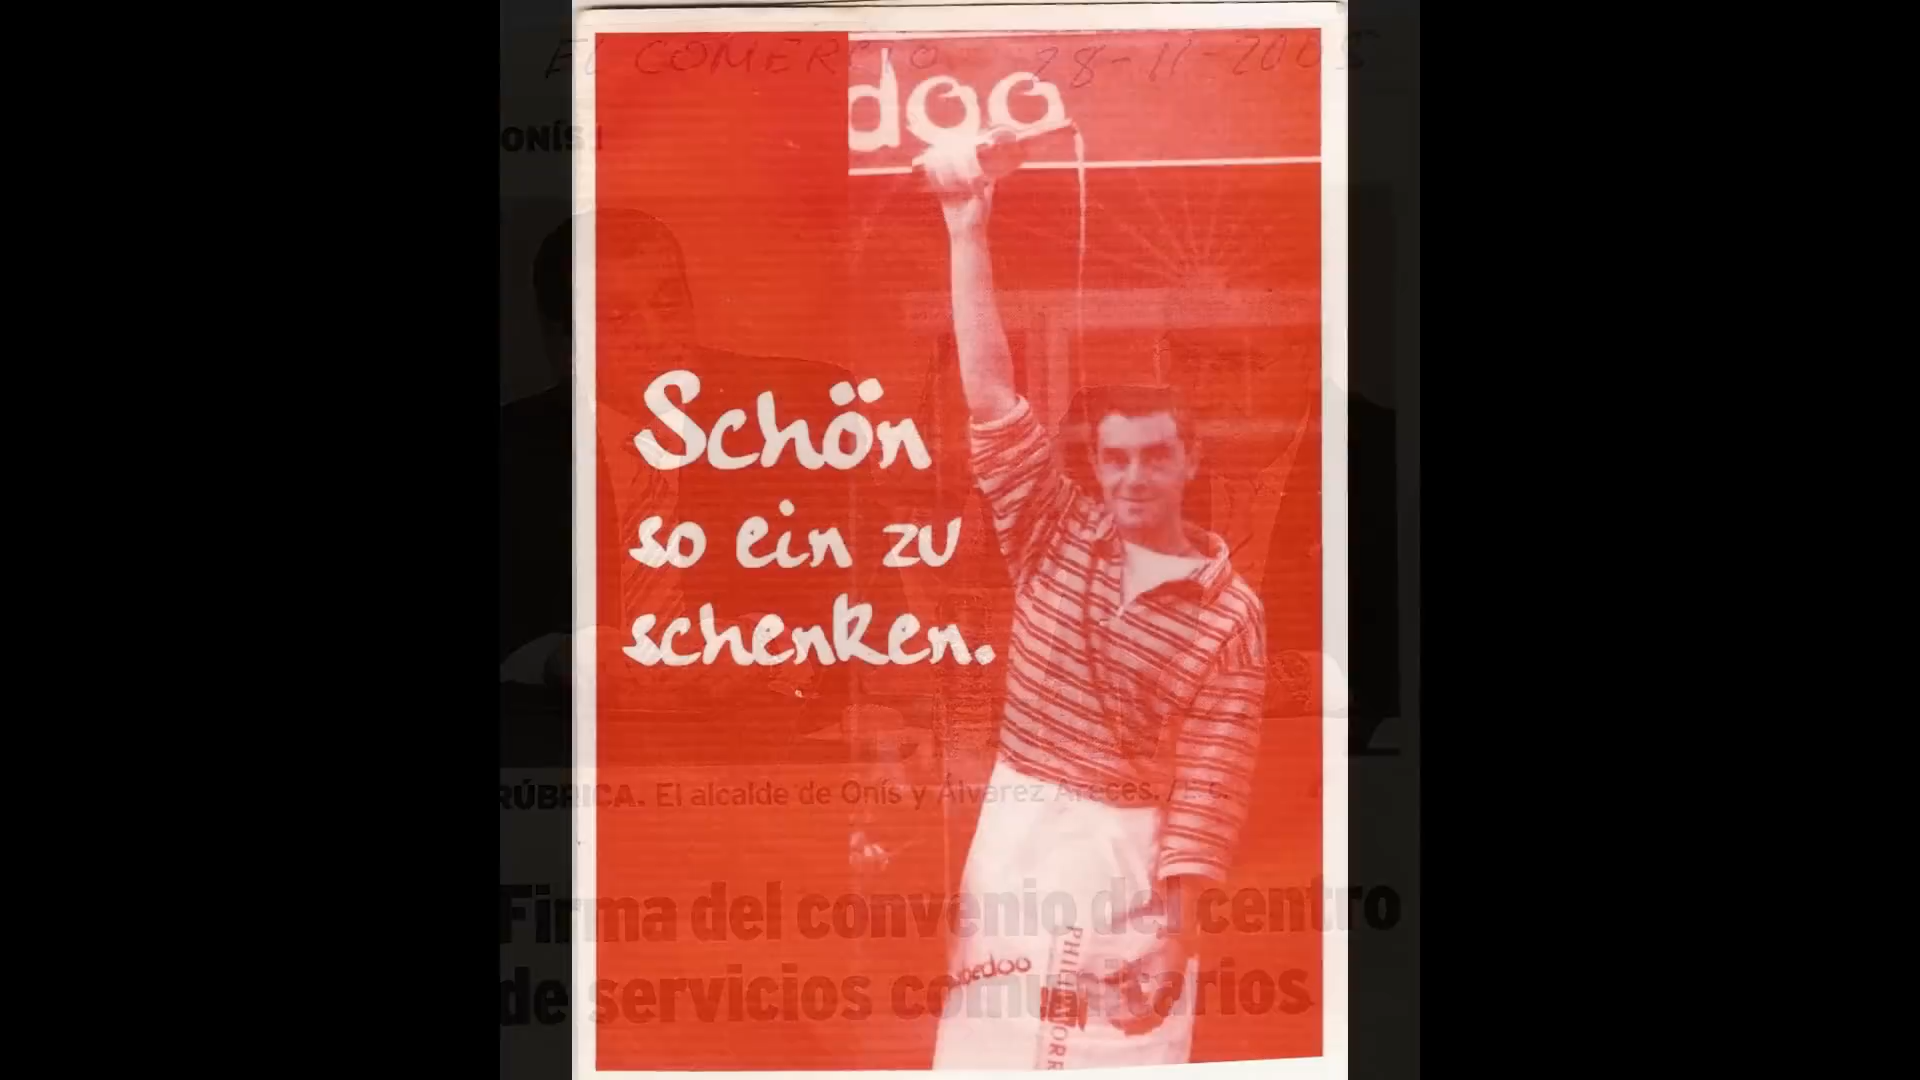 EL COMERCIO 28-11-2005
doo
ONÍS
Schön
so ein zu
schenken.
RÚBRICA. El alcalde de Onís y Álvarez Areces. / E. C.
Firma del convenio del centro
de servicios comunitarios